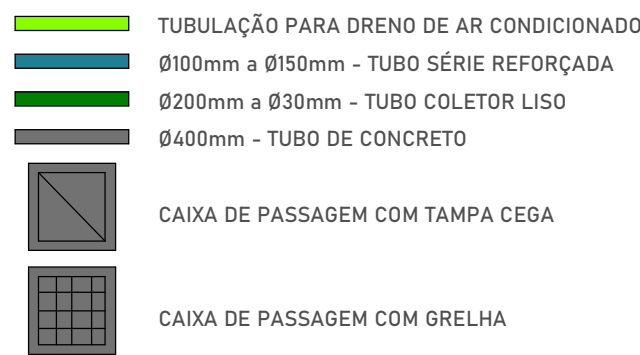 TUBULAÇÃO PARA DRENO DE AR CONDICIONADO
Ø100mm a Ø150mm - TUBO SÉRIE REFORÇADA
Ø200mm a Ø30mm - TUBO COLETOR LISO
Ø400mm - TUBO DE CONCRETO
CAIXA DE PASSAGEM COM TAMPA CEGA
CAIXA DE PASSAGEM COM GRELHA